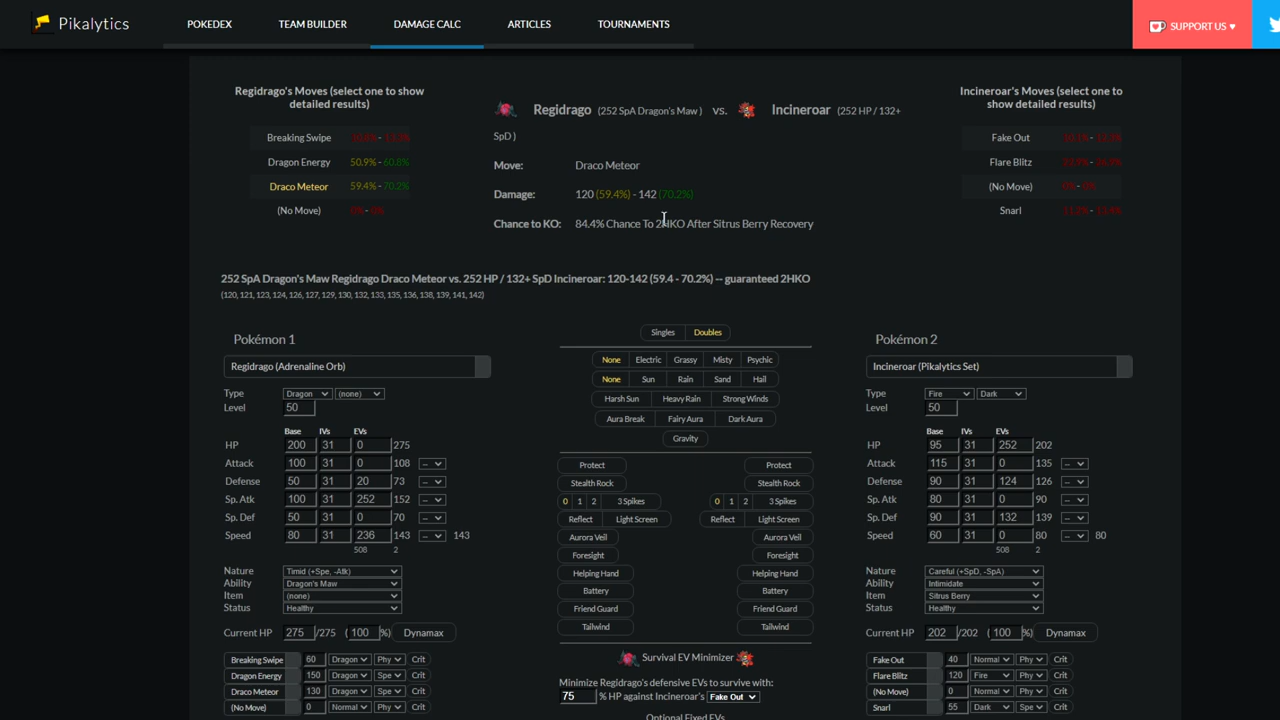 Pikalytics
POKEDEX TEAM BUILDER DAMAGE CALC ARTICLES TOURNAMENTS SUPPORT US ♥
Regidrago's Moves (select one to show detailed results)
Breaking Swipe
Dragon Energy 50.9% - 60.8%
Draco Meteor 59.4% - 70.2%
(No Move) 0% - 0%
Regidrago (252 SpA Dragon's Maw ) VS. Incineroar (252 HP / 132+
SpD )
Move: Draco Meteor
Damage: 120 (59.4%) - 142 (70.2%)
Chance to KO: 84.4% Chance To 2HKO After Sitrus Berry Recovery
Incineroar's Moves (select one to show detailed results)
Fake Out
Flare Blitz
(No Move) 0% - 0%
Snarl
252 SpA Dragon's Maw Regidrago Draco Meteor vs. 252 HP / 132+ SpD Incineroar: 120-142 (59.4 - 70.2%) -- guaranteed 2HKO
(120, 121, 123, 124, 126, 127, 129, 130, 132, 133, 135, 136, 138, 139, 141, 142)
Pokémon 1
Regidrago (Adrenaline Orb)
Type Dragon (none)
Level 50
Base IVs EVs
HP 200 31 0 275
Attack 100 31 0 108 --
Defense 50 31 20 73 --
Sp. Atk 100 31 252 152 --
Sp. Def 50 31 0 70 --
Speed 80 31 236 143 -- 143
508 2
Nature Timid (+Spe, -Atk)
Ability Dragon's Maw
Item (none)
Status Healthy
Current HP 275 /275 ( 100 %) Dynamax
Breaking Swipe 60 Dragon Phy Crit
Dragon Energy 150 Dragon Spe Crit
Draco Meteor 130 Dragon Spe Crit
(No Move) 0 Normal Phy Crit
Singles Doubles
None Electric Grassy Misty Psychic
None Sun Rain Sand Hail
Harsh Sun Heavy Rain Strong Winds
Aura Break Fairy Aura Dark Aura
Gravity
Protect Protect
Stealth Rock Stealth Rock
0 1 2 3 Spikes 0 1 2 3 Spikes
Reflect Light Screen Reflect Light Screen
Aurora Veil Aurora Veil
Foresight Foresight
Helping Hand Helping Hand
Battery Battery
Friend Guard Friend Guard
Tailwind Tailwind
Survival EV Minimizer
Minimize Regidrago's defensive EVs to survive with:
75 % HP against Incineroar's Fake Out
Optional Fixed EVs
Pokémon 2
Incineroar (Pikalytics Set)
Type Fire Dark
Level 50
Base IVs EVs
HP 95 31 252 202
Attack 115 31 0 135 --
Defense 90 31 124 126 --
Sp. Atk 80 31 0 90 --
Sp. Def 90 31 132 139 --
Speed 60 31 0 80 -- 80
508 2
Nature Careful (+SpD, -SpA)
Ability Intimidate
Item Sitrus Berry
Status Healthy
Current HP 202 /202 ( 100 %) Dynamax
Fake Out 40 Normal Phy Crit
Flare Blitz 120 Fire Phy Crit
(No Move) 0 Normal Phy Crit
Snarl 55 Dark Spe Crit